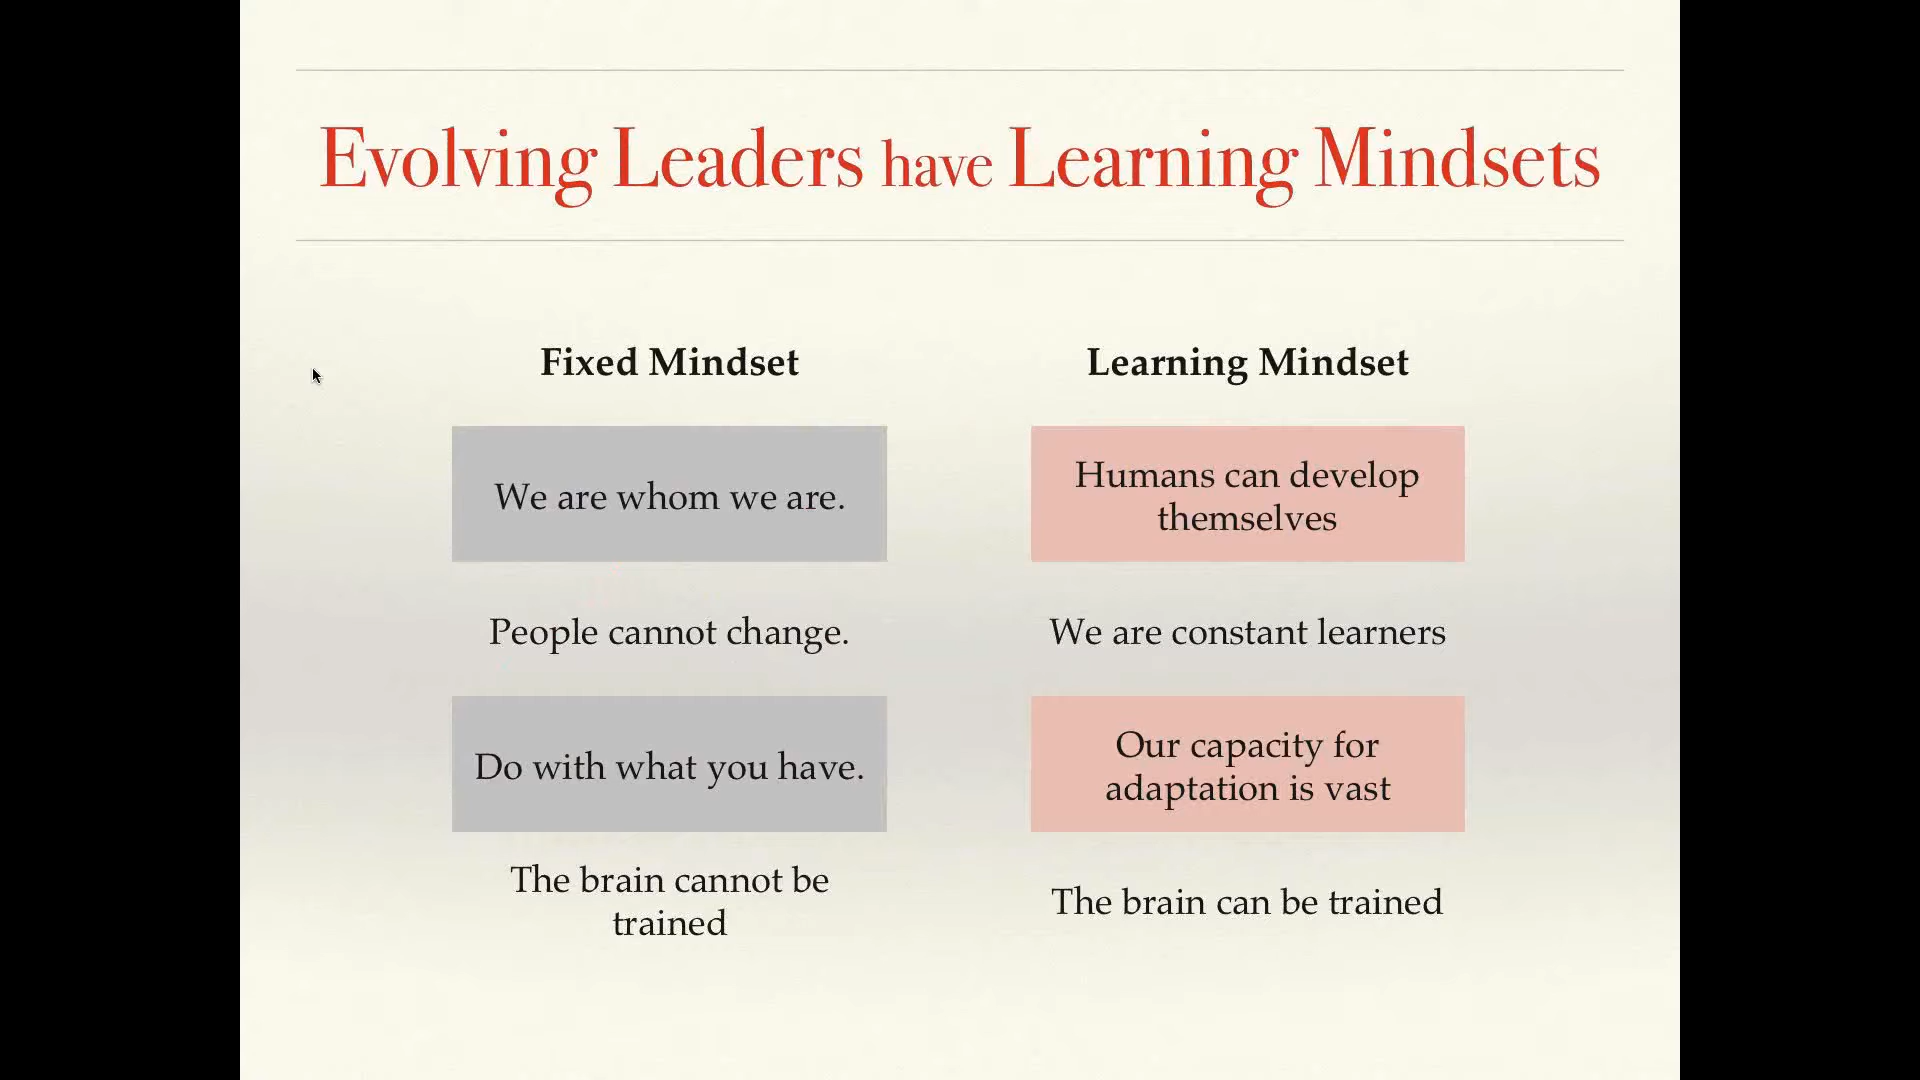 Evolving Leaders have Learning Mindsets
Fixed Mindset
Learning Mindset
We are whom we are.
Humans can develop
themselves
People cannot change.
We are constant learners
Do with what you have.
Our capacity for
adaptation is vast
The brain cannot be
trained
The brain can be trained